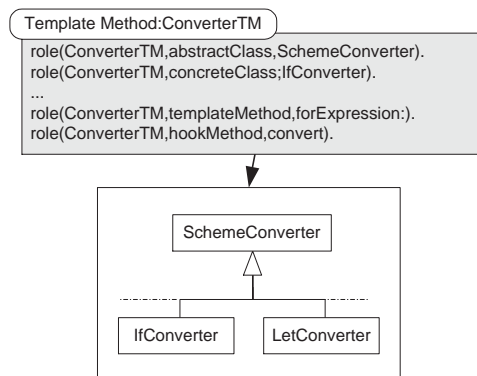 Template Method:ConverterTM
role(ConverterTM,abstractClass,SchemeConverter).
role(ConverterTM,concreteClass;IfConverter).
...
role(ConverterTM,templateMethod,forExpression:).
role(ConverterTM,hookMethod,convert).
SchemeConverter
IfConverter
LetConverter